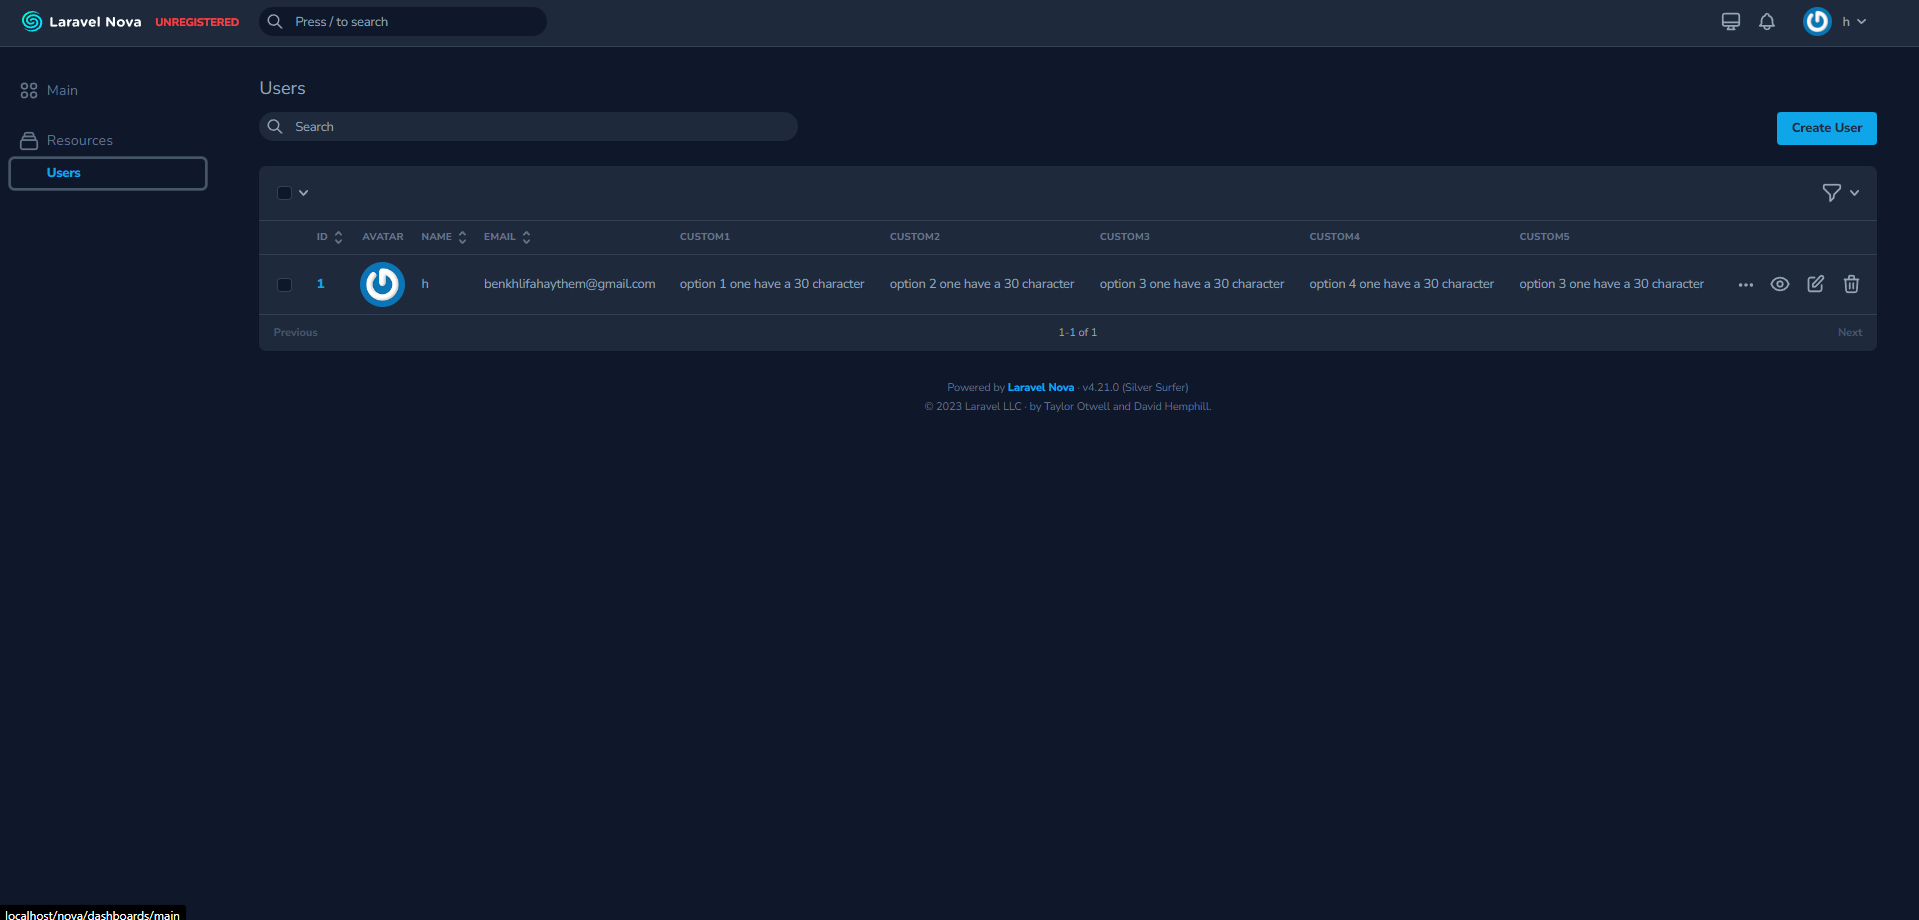 Laravel Nova UNREGISTERED Press / to search h
Main
Resources
Users
Users
Search
Create User
ID AVATAR NAME EMAIL CUSTOM1 CUSTOM2 CUSTOM3 CUSTOM4 CUSTOM5
1 h benkhlifahaythem@gmail.com option 1 one have a 30 character option 2 one have a 30 character option 3 one have a 30 character option 4 one have a 30 character option 3 one have a 30 character
Previous 1-1 of 1 Next
Powered by Laravel Nova · v4.21.0 (Silver Surfer)
© 2023 Laravel LLC · by Taylor Otwell and David Hemphill.
localhost/nova/dashboards/main